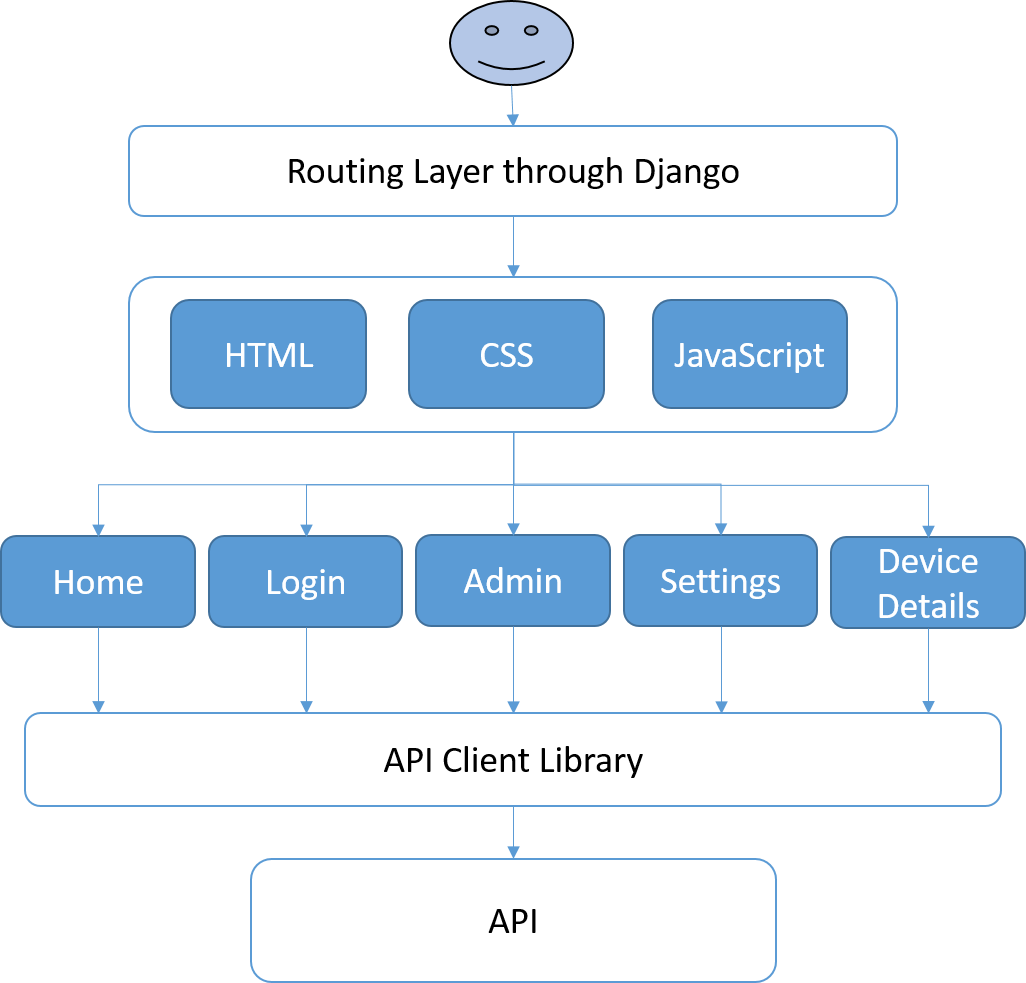 Routing Layer through Django
HTML
CSS
JavaScript
Home
Login
Admin
Settings
Device
Details
API Client Library
API